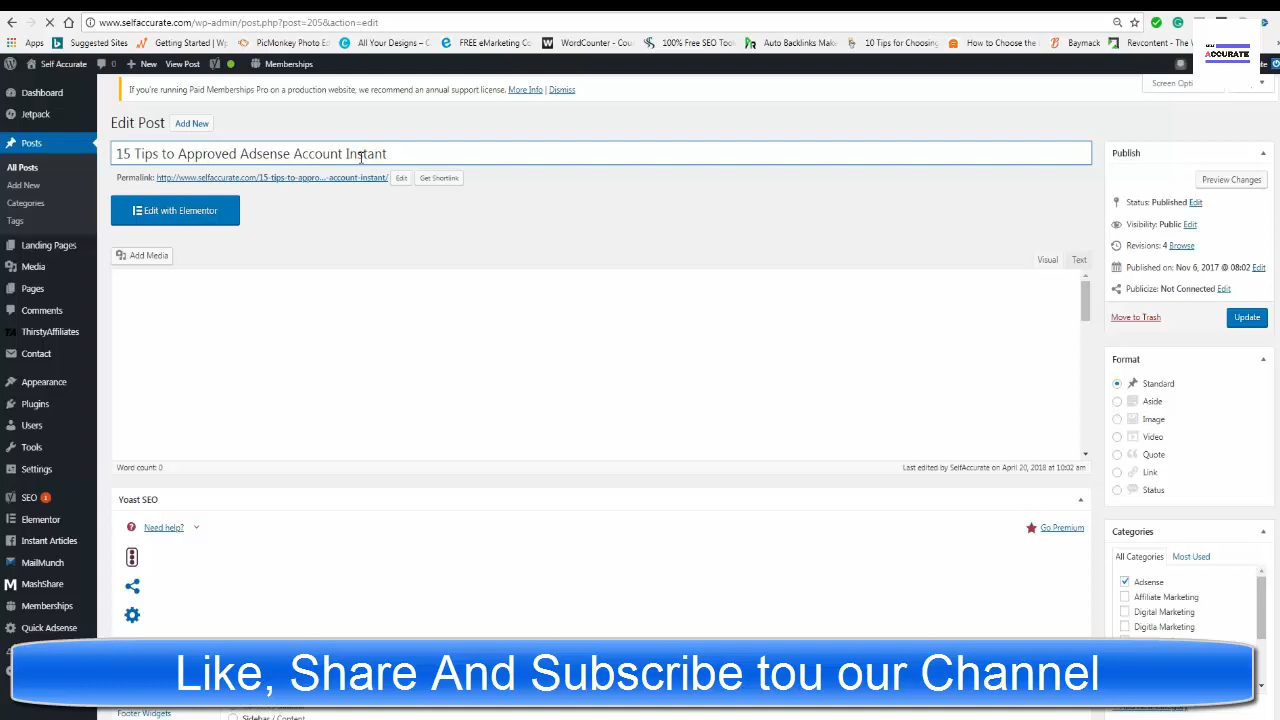 www.selfaccurate.com/wp-admin/post.php?post=205&action=edit
Apps Suggested Sites Getting Started | Wp PicMonkey Photo Ed All Your Designs – C EFREE EMarketing Co WordCounter - Cou 100% Free SEO Tool Auto Backlinks Make 10 Tips for Choosing How to Choose the Baymack Revcontent - The W
ACCURATE
Self Accurate 0 New View Post Memberships
Screen Opti
If you're running Paid Memberships Pro on a production website, we recommend an annual support license. More Info | Dismiss
Dashboard
Jetpack
Posts
All Posts
Add New
Categories
Tags
Landing Pages
Media
Pages
Comments
ThirstyAffiliates
Contact
Appearance
Plugins
Users
Tools
Settings
SEO 1
Elementor
Instant Articles
MailMunch
MashShare
Memberships
Quick Adsense
Edit Post Add New
15 Tips to Approved Adsense Account Instant
Permalink: http://www.selfaccurate.com/15-tips-to-appro...-account-instant/ Edit Get Shortlink
Edit with Elementor
Add Media
Visual Text
Word count: 0
Last edited by SelfAccurate on April 20, 2018 at 10:02 am
Yoast SEO
Need help?
Go Premium
Publish
Preview Changes
Status: Published Edit
Visibility: Public Edit
Revisions: 4 Browse
Published on: Nov 6, 2017 @ 08:02 Edit
Publicize: Not Connected Edit
Move to Trash Update
Format
Standard
Aside
Image
Video
Quote
Link
Status
Categories
All Categories Most Used
Adsense
Affiliate Marketing
Digital Marketing
Digitla Marketing
Like, Share And Subscribe tou our Channel
Footer Widgets
Sidebar / Content